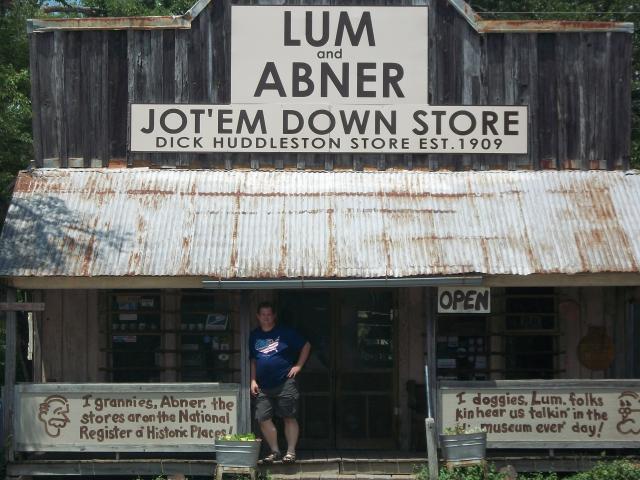 LUM
and
ABNER
JOT'EM DOWN STORE
DICK HUDDLESTON STORE EST. 1909
OPEN
I grannies, Abner, the
stores ar on the National
Register o' Historic Places!
I doggies, Lum, folks
kin hear us talkin' in the
museum ever' day!